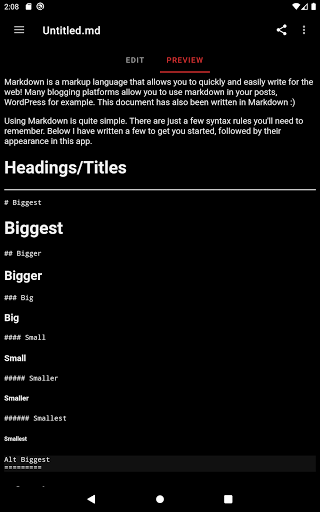 2:08
Untitled.md
EDIT
PREVIEW
Markdown is a markup language that allows you to quickly and easily write for the
web! Many blogging platforms allow you to use markdown in your posts,
WordPress for example. This document has also been written in Markdown :)
Using Markdown is quite simple. There are just a few syntax rules you'll need to
remember. Below I have written a few to get you started, followed by their
appearance in this app.
Headings/Titles
# Biggest
Biggest
## Bigger
Bigger
### Big
Big
#### Small
Small
##### Smaller
Smaller
###### Smallest
Smallest
Alt Biggest
=========